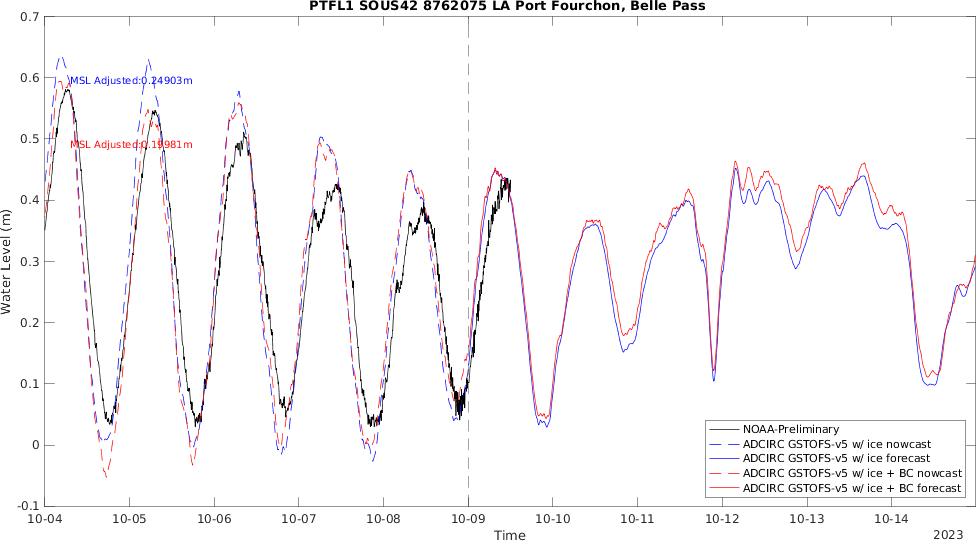 PTFL1 SOUS42 8762075 LA Port Fourchon, Belle Pass
0.7
0.6
0.5
0.4
0.3
0.2
0.1
0
-0.1
Water Level (m)
MSL Adjusted:0.24903m
MSL Adjusted:0.19981m
NOAA-Preliminary
ADCIRC GSTOFS-v5 w/ ice nowcast
ADCIRC GSTOFS-v5 w/ ice forecast
ADCIRC GSTOFS-v5 w/ ice + BC nowcast
ADCIRC GSTOFS-v5 w/ ice + BC forecast
10-04 10-05 10-06 10-07 10-08 10-09 10-10 10-11 10-12 10-13 10-14
Time
2023